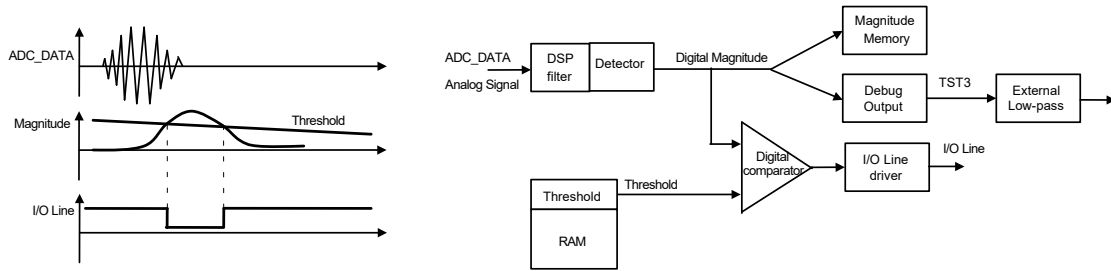 ADC_DATA
Magnitude
Threshold
I/O Line
ADC_DATA
Analog Signal
DSP
filter
Detector
Digital Magnitude
Magnitude
Memory
Debug
Output
TST3
External
Low-pass
Digital
comparator
I/O Line
driver
I/O Line
Threshold
Threshold
RAM